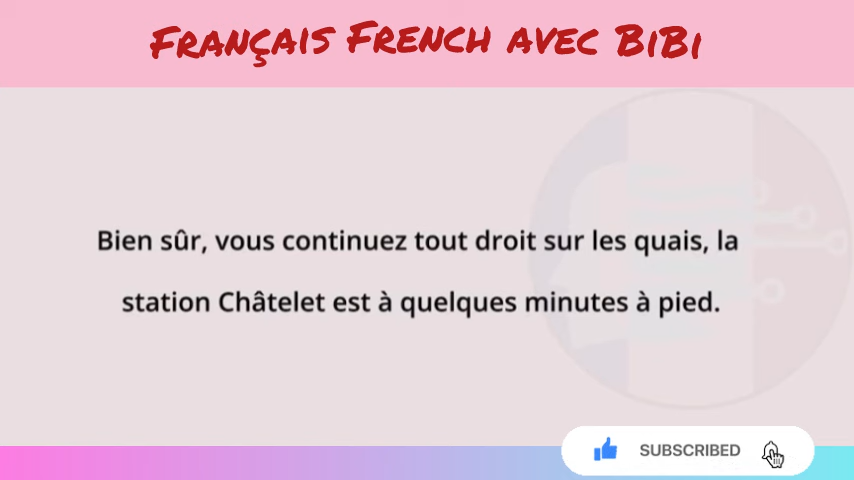 Français French avec BiBi
Bien sûr, vous continuez tout droit sur les quais, la
station Châtelet est à quelques minutes à pied.
SUBSCRIBED